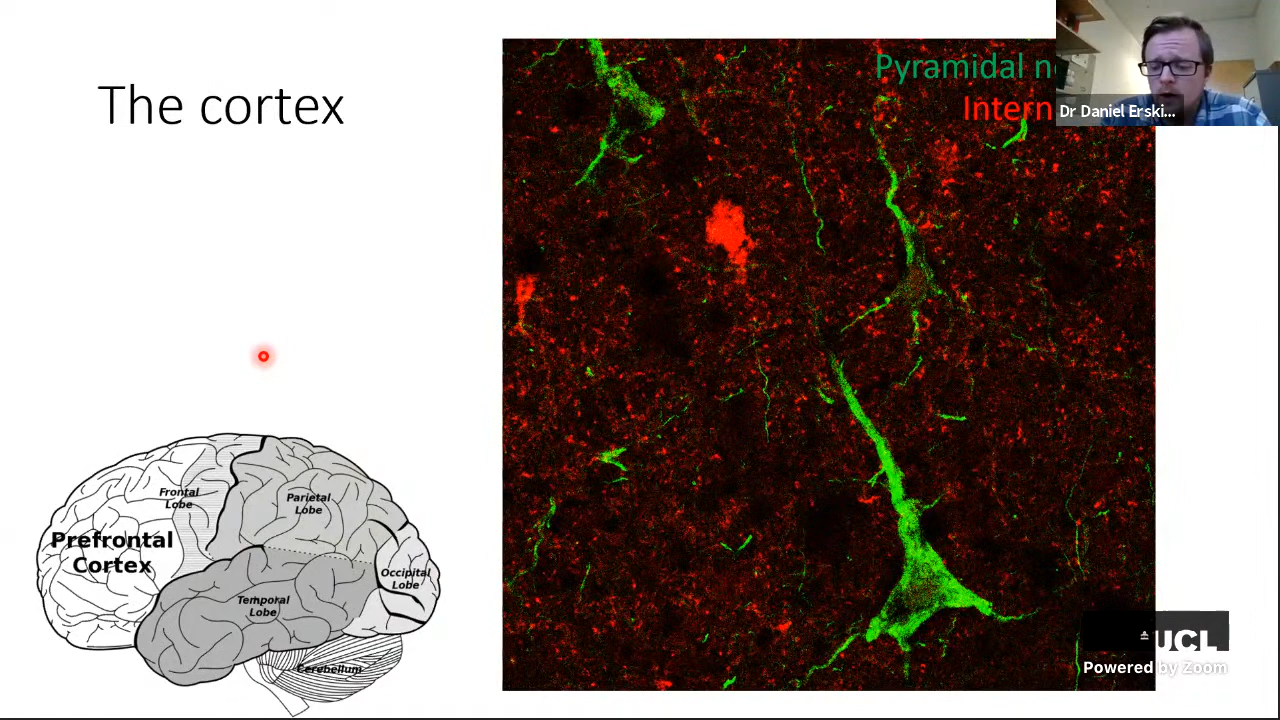 The cortex
Pyramidal n
Intern
Dr Daniel Erski...
Frontal
Lobe
Parietal
Lobe
Prefrontal
Cortex
Occipital
Lobe
Temporal
Lobe
Cerebellum
UCL
Powered by Zoom